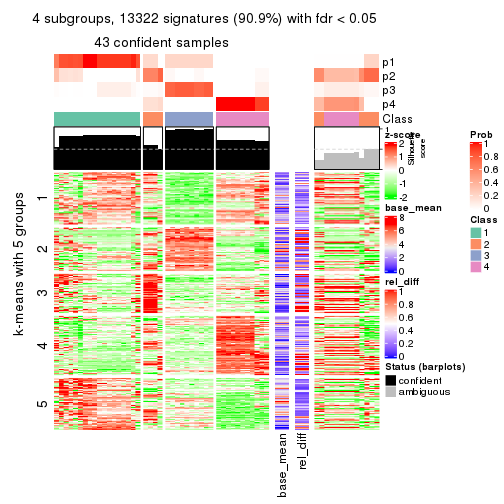 4 subgroups, 13322 signatures (90.9%) with fdr < 0.05
43 confident samples
p1
p2
p3
p4
Class
1
Silhouette
score
k-means with 5 groups
1
2
3
4
5
base_mean
rel_diff
z-score
2
1
0
-1
-2
base_mean
8
6
4
2
0
rel_diff
1
0.8
0.6
0.4
0.2
0
Prob
1
0.8
0.6
0.4
0.2
0
Class
1
2
3
4
Status (barplots)
confident
ambiguous